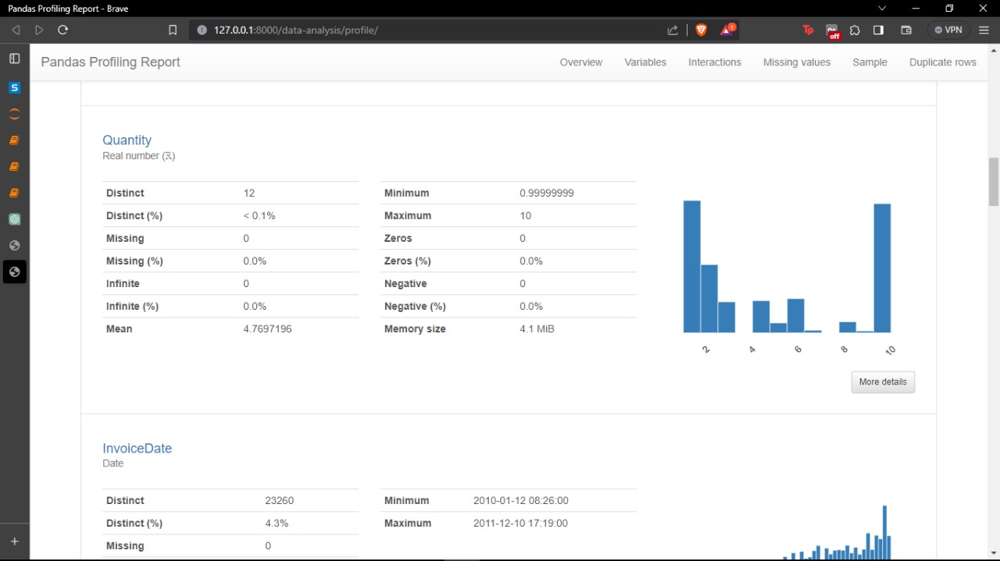 Pandas Profiling Report - Brave
127.0.0.1:8000/data-analysis/profile/
1
Tp
off
VPN
S
Pandas Profiling Report
Overview
Variables
Interactions
Missing values
Sample
Duplicate rows
Quantity
Real number (ℝ)
Distinct 12
Distinct (%) < 0.1%
Missing 0
Missing (%) 0.0%
Infinite 0
Infinite (%) 0.0%
Mean 4.7697196
Minimum 0.99999999
Maximum 10
Zeros 0
Zeros (%) 0.0%
Negative 0
Negative (%) 0.0%
Memory size 4.1 MiB
2 4 6 8 10
More details
InvoiceDate
Date
Distinct 23260
Distinct (%) 4.3%
Missing 0
Minimum 2010-01-12 08:26:00
Maximum 2011-12-10 17:19:00